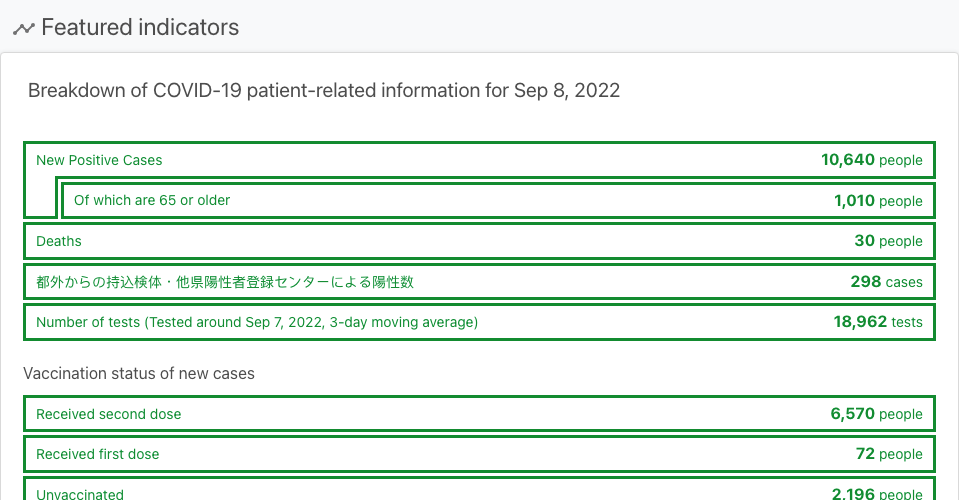 Featured indicators
Breakdown of COVID-19 patient-related information for Sep 8, 2022
New Positive Cases 10,640 people
Of which are 65 or older 1,010 people
Deaths 30 people
都外からの持込検体・他県陽性者登録センターによる陽性数 298 cases
Number of tests (Tested around Sep 7, 2022, 3-day moving average) 18,962 tests
Vaccination status of new cases
Received second dose 6,570 people
Received first dose 72 people
Unvaccinated 2,196 people